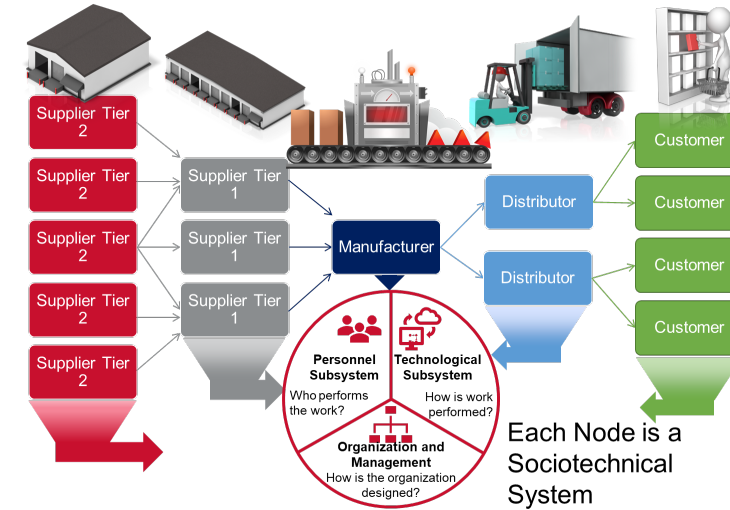 Supplier Tier
2
Supplier Tier
2
Supplier Tier
2
Supplier Tier
2
Supplier Tier
2
Supplier Tier
1
Supplier Tier
1
Supplier Tier
1
Manufacturer
Distributor
Distributor
Customer
Customer
Customer
Customer
Personnel
Subsystem
Who performs
the work?
Technological
Subsystem
How is work
performed?
Organization and
Management
How is the organization
designed?
Each Node is a
Sociotechnical
System